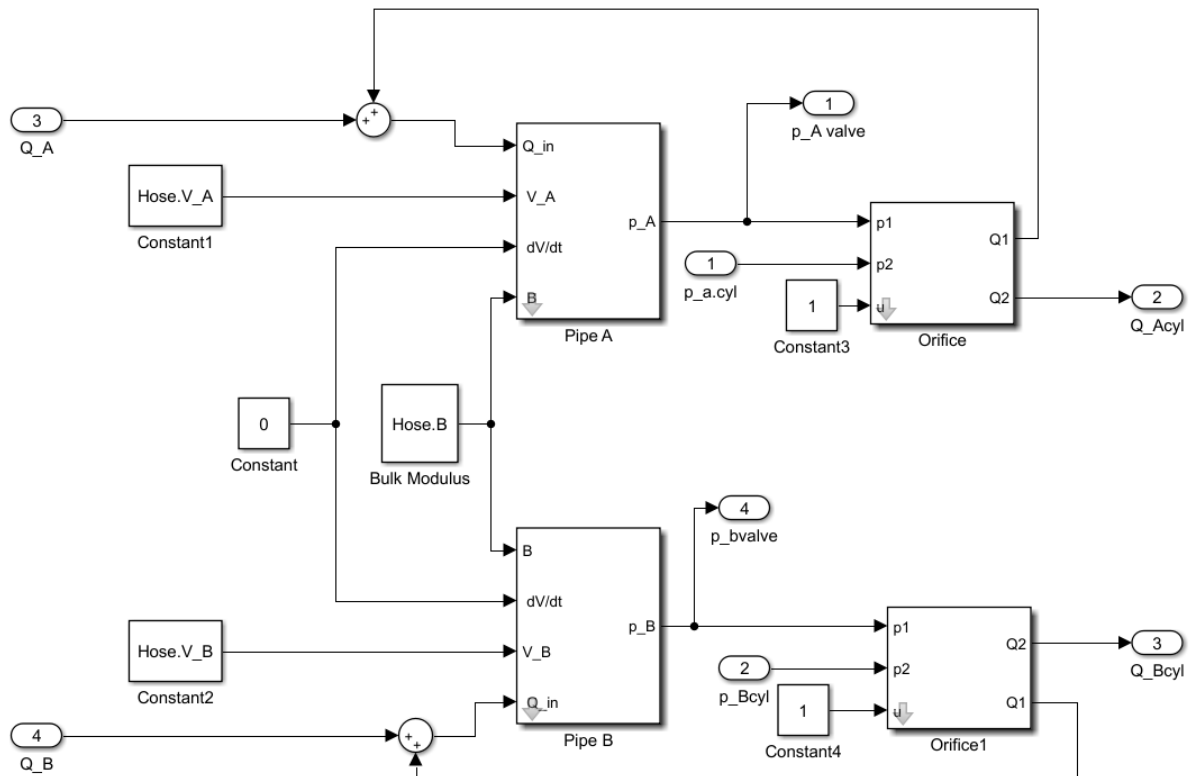 3
Q_A
+
+
Hose.V_A
Constant1
Q_in
V_A
dV/dt
B
p_A
Pipe A
1
p_A valve
1
p_a.cyl
1
Constant3
p1
p2
u
Q1
Q2
Orifice
2
Q_Acyl
0
Constant
Hose.B
Bulk Modulus
B
dV/dt
V_B
Q_in
p_B
Pipe B
4
p_bvalve
Hose.V_B
Constant2
2
p_Bcyl
1
Constant4
p1
p2
u
Q2
Q1
Orifice1
3
Q_Bcyl
4
Q_B
+
+